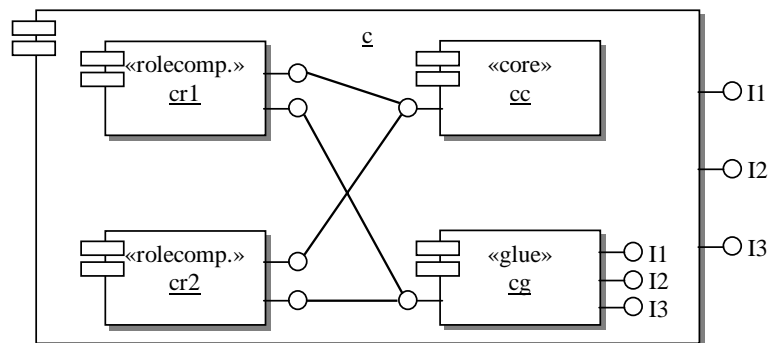 c
«rolecomp.»
cr1
«core»
cc
I1
I2
I3
«rolecomp.»
cr2
«glue»
cg
I1
I2
I3